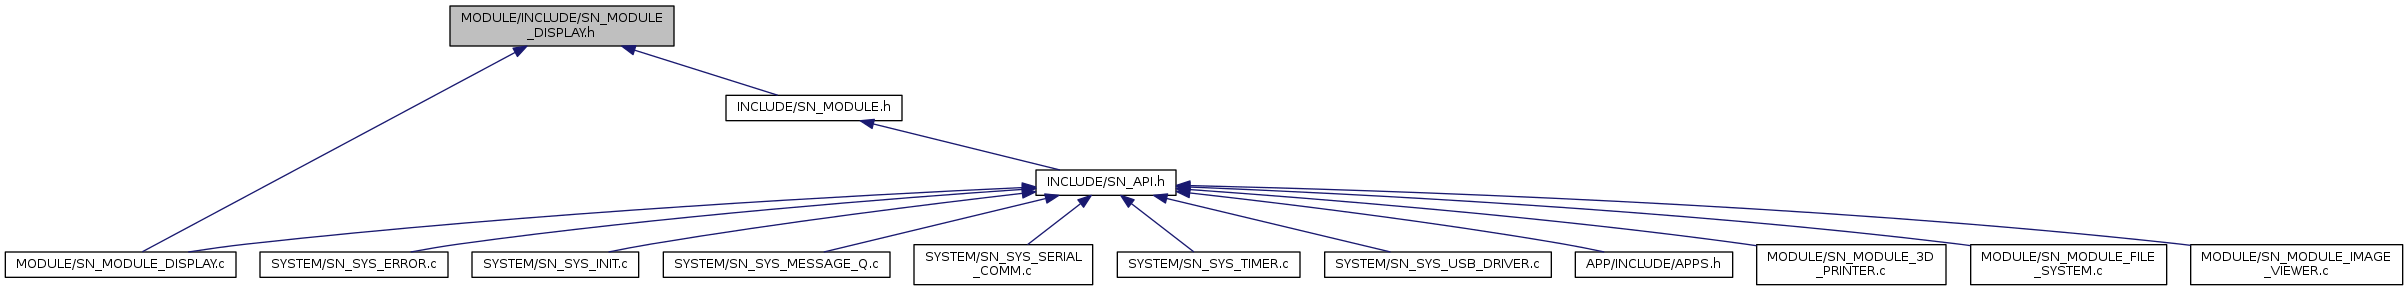 MODULE/INCLUDE/SN_MODULE
_DISPLAY.h
INCLUDE/SN_MODULE.h
INCLUDE/SN_API.h
MODULE/SN_MODULE_DISPLAY.c
SYSTEM/SN_SYS_ERROR.c
SYSTEM/SN_SYS_INIT.c
SYSTEM/SN_SYS_MESSAGE_Q.c
SYSTEM/SN_SYS_SERIAL
_COMM.c
SYSTEM/SN_SYS_TIMER.c
SYSTEM/SN_SYS_USB_DRIVER.c
APP/INCLUDE/APPS.h
MODULE/SN_MODULE_3D
_PRINTER.c
MODULE/SN_MODULE_FILE
_SYSTEM.c
MODULE/SN_MODULE_IMAGE
_VIEWER.c